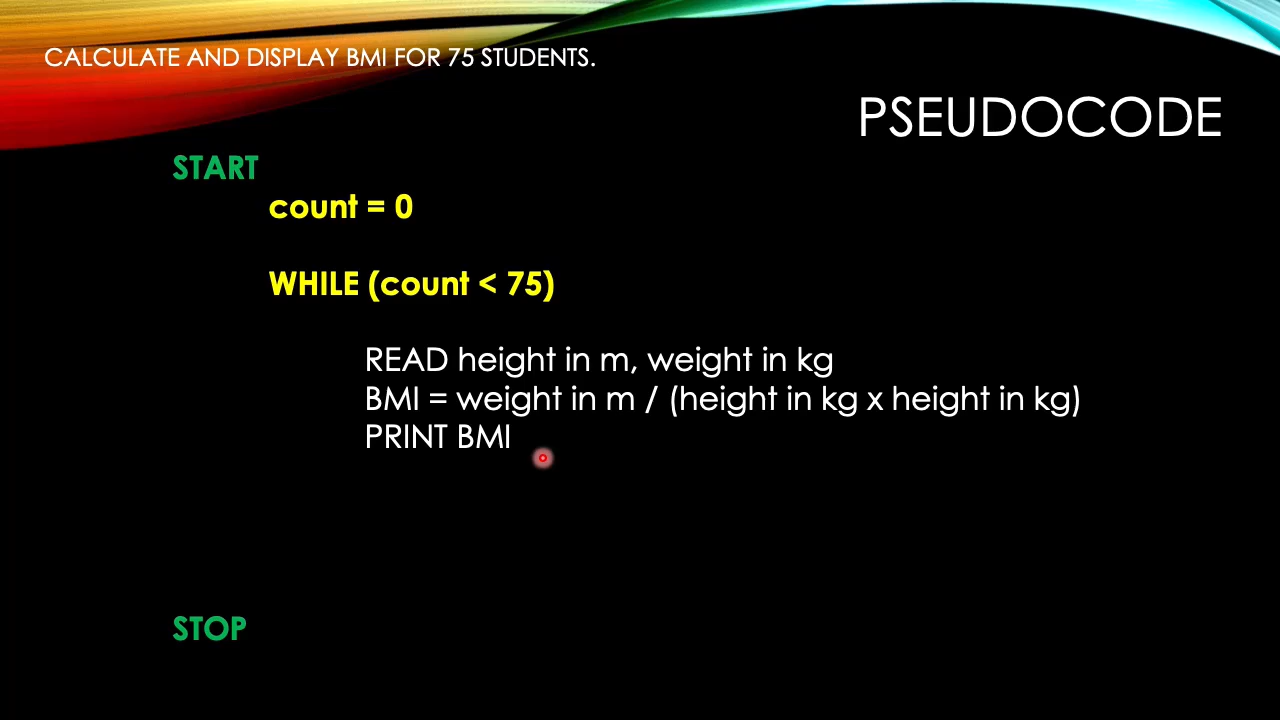 CALCULATE AND DISPLAY BMI FOR 75 STUDENTS.
PSEUDOCODE
START
count = 0
WHILE (count < 75)
READ height in m, weight in kg
BMI = weight in m / (height in kg x height in kg)
PRINT BMI
STOP